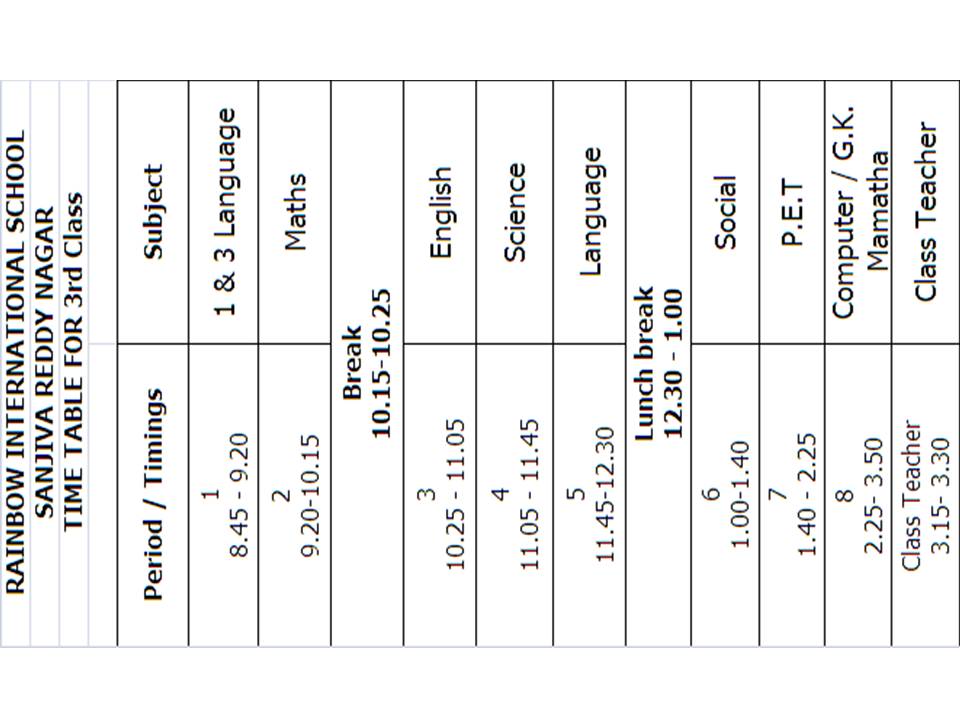 RAINBOW INTERNATIONAL SCHOOL
SANJIVA REDDY NAGAR
TIME TABLE FOR 3rd Class
Period / Timings Subject
1
8.45 - 9.20
1 & 3 Language
2
9.20-10.15
Maths
Break
10.15-10.25
3
10.25 - 11.05
English
4
11.05 - 11.45
Science
5
11.45-12.30
Language
Lunch break
12.30 - 1.00
6
1.00-1.40
Social
7
1.40 - 2.25
P.E.T
8
2.25- 3.50
Computer / G.K.
Mamatha
Class Teacher
3.15- 3.30
Class Teacher